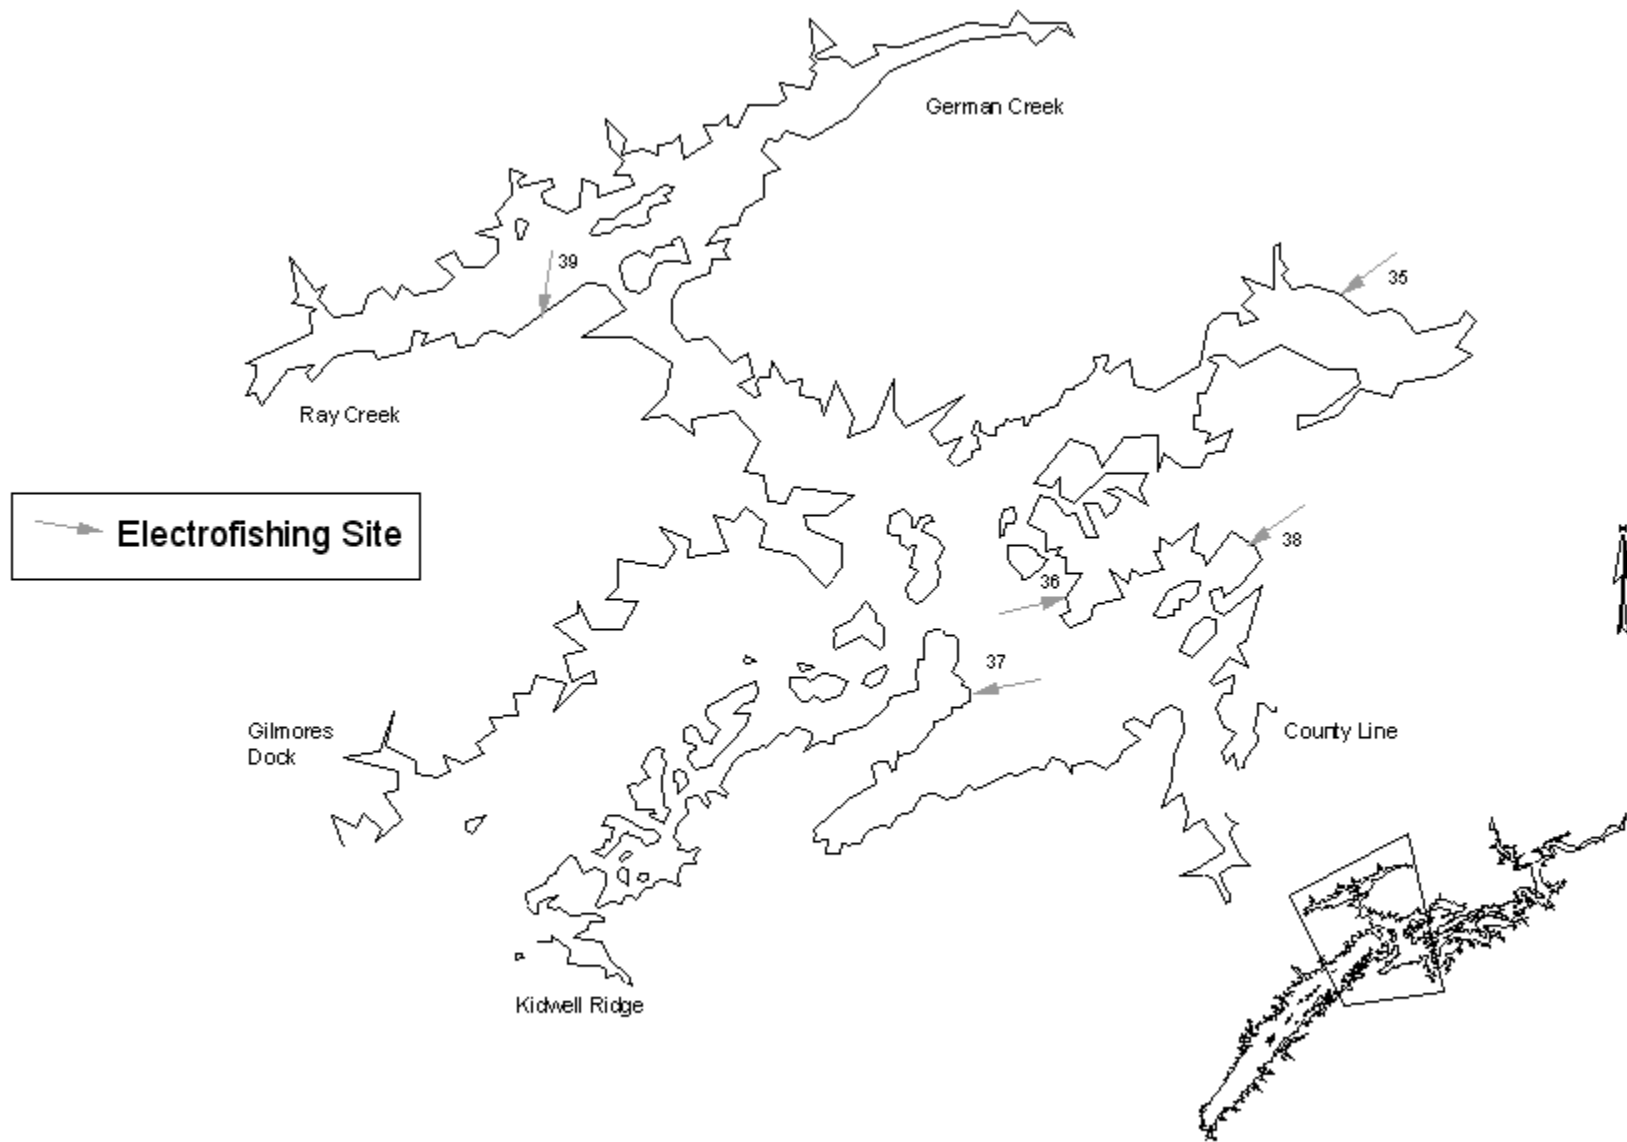 German Creek
39
35
Ray Creek
Electrofishing Site
38
36
37
Gilmores
Dock
County Line
Kidwell Ridge